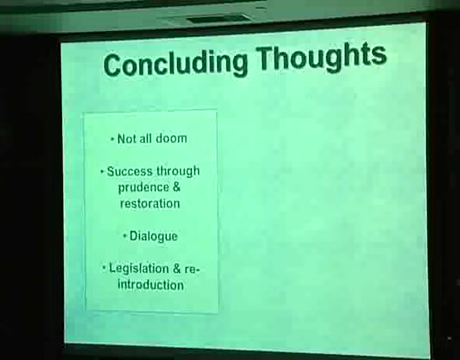 Concluding Thoughts
• Not all doom
• Success through
prudence &
restoration
• Dialogue
• Legislation & re-
introduction